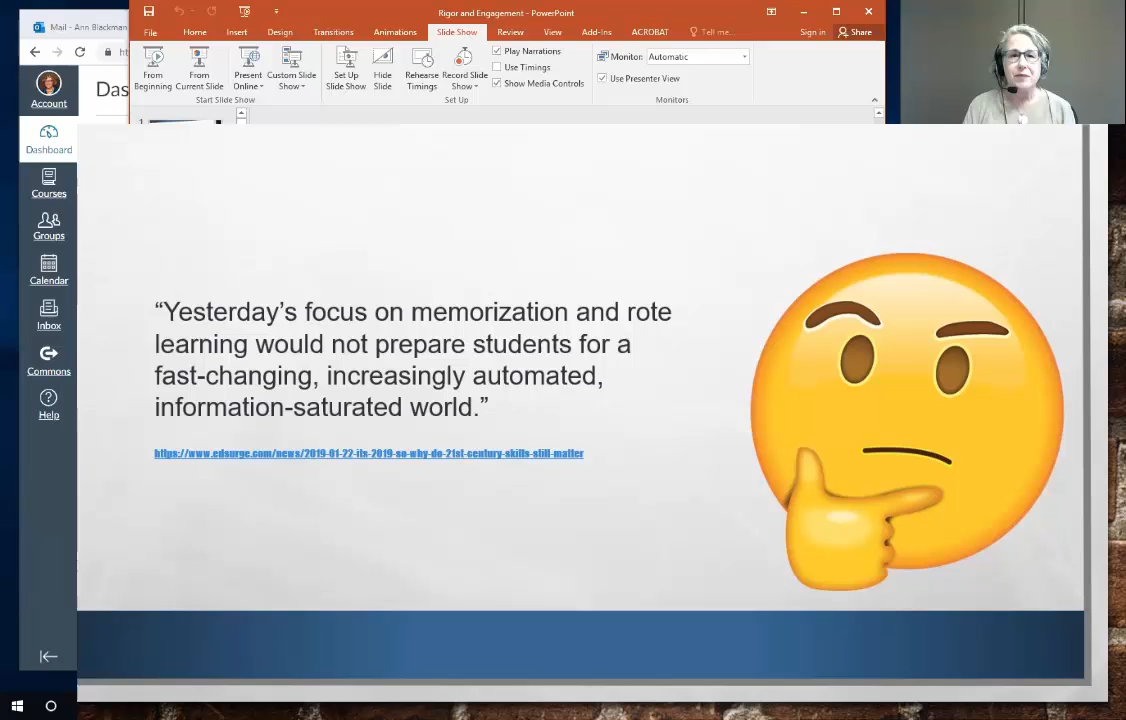 Mail - Ann Blackman
Rigor and Engagement - PowerPoint
File Home Insert Design Transitions Animations Slide Show Review View Add-Ins ACROBAT Tell me... Sign in Share
From Beginning
From Current Slide
Present Online
Custom Slide Show
Start Slide Show
Set Up Slide Show
Hide Slide
Rehearse Timings
Record Slide Show
Play Narrations
Use Timings
Show Media Controls
Set Up
Monitor: Automatic
Use Presenter View
Monitors
1
Account
Dashboard
Courses
Groups
Calendar
Inbox
Commons
Help
“Yesterday’s focus on memorization and rote
learning would not prepare students for a
fast-changing, increasingly automated,
information-saturated world.”
https://www.edsurge.com/news/2019-01-22-its-2019-so-why-do-21st-century-skills-still-matter